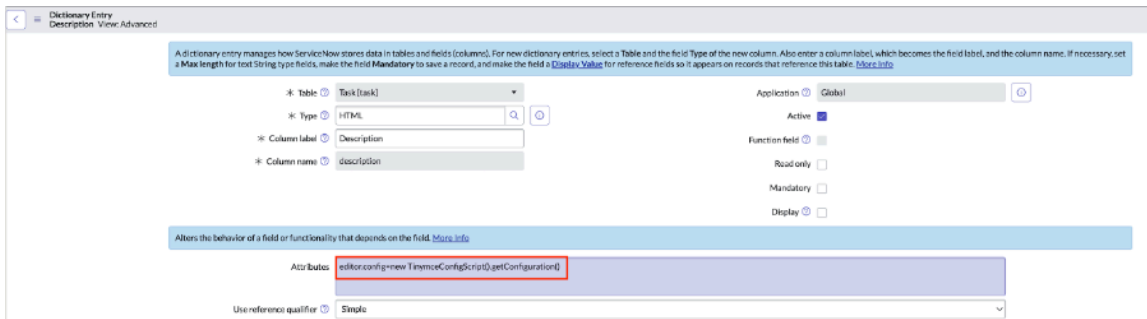 Dictionary Entry
Description View: Advanced
A dictionary entry manages how ServiceNow stores data in tables and fields (columns). For new dictionary entries, select a Table and the field Type of the new column. Also enter a column label, which becomes the field label, and the column name. If necessary, set
a Max length for text String type fields, make the field Mandatory to save a record, and make the field a Display Value for reference fields so it appears on records that reference this table. More Info
Table Task [task]
Application Global
Type HTML
Active
Column label Description
Function field
Column name description
Read only
Mandatory
Display
Alters the behavior of a field or functionality that depends on the field. More Info
Attributes editor.config=new TinymceConfigScript().getConfiguration()
Use reference qualifier Simple